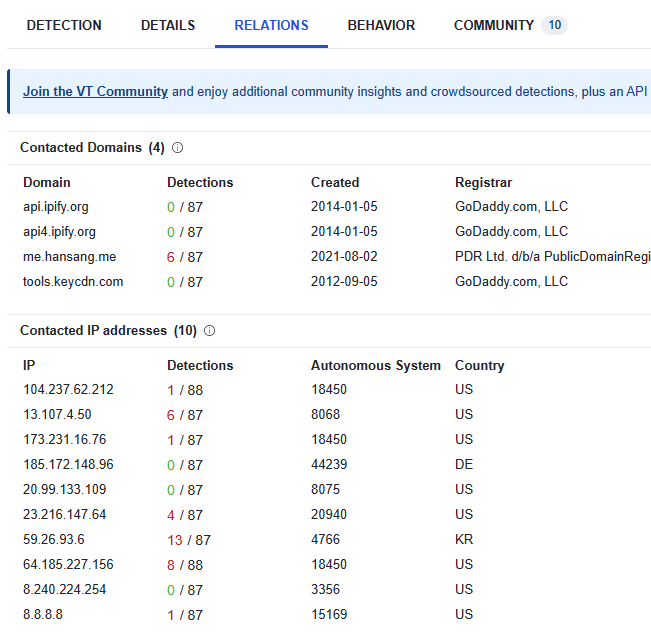 DETECTION DETAILS RELATIONS BEHAVIOR COMMUNITY 10
Join the VT Community and enjoy additional community insights and crowdsourced detections, plus an API
Contacted Domains (4)
Domain Detections Created Registrar
api.ipify.org 0 / 87 2014-01-05 GoDaddy.com, LLC
api4.ipify.org 0 / 87 2014-01-05 GoDaddy.com, LLC
me.hansang.me 6 / 87 2021-08-02 PDR Ltd. d/b/a PublicDomainRegi
tools.keycdn.com 0 / 87 2012-09-05 GoDaddy.com, LLC
Contacted IP addresses (10)
IP Detections Autonomous System Country
104.237.62.212 1 / 88 18450 US
13.107.4.50 6 / 87 8068 US
173.231.16.76 1 / 87 18450 US
185.172.148.96 0 / 87 44239 DE
20.99.133.109 0 / 87 8075 US
23.216.147.64 4 / 87 20940 US
59.26.93.6 13 / 87 4766 KR
64.185.227.156 8 / 88 18450 US
8.240.224.254 0 / 87 3356 US
8.8.8.8 1 / 87 15169 US